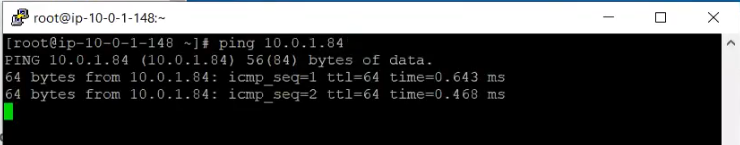 root@ip-10-0-1-148:~
[root@ip-10-0-1-148 ~]# ping 10.0.1.84
PING 10.0.1.84 (10.0.1.84) 56(84) bytes of data.
64 bytes from 10.0.1.84: icmp_seq=1 ttl=64 time=0.643 ms
64 bytes from 10.0.1.84: icmp_seq=2 ttl=64 time=0.468 ms